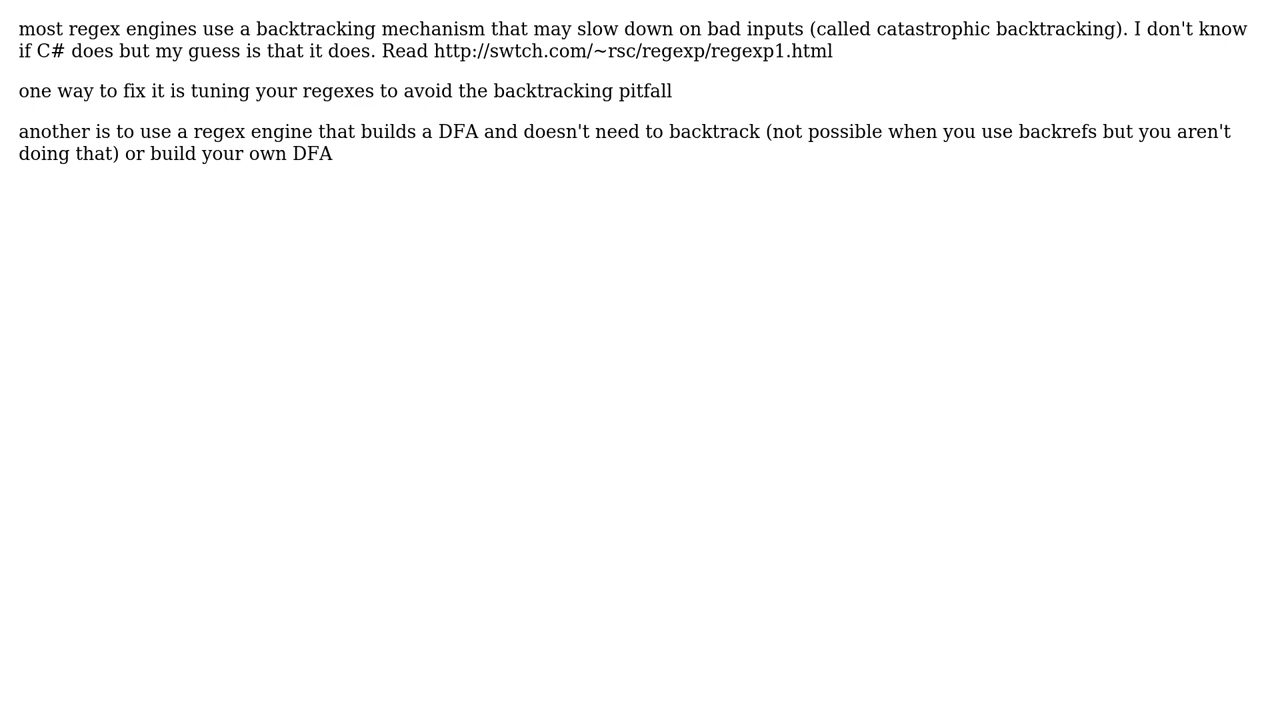 most regex engines use a backtracking mechanism that may slow down on bad inputs (called catastrophic backtracking). I don't know
if C# does but my guess is that it does. Read http://swtch.com/~rsc/regexp/regexp1.html
one way to fix it is tuning your regexes to avoid the backtracking pitfall
another is to use a regex engine that builds a DFA and doesn't need to backtrack (not possible when you use backrefs but you aren't
doing that) or build your own DFA